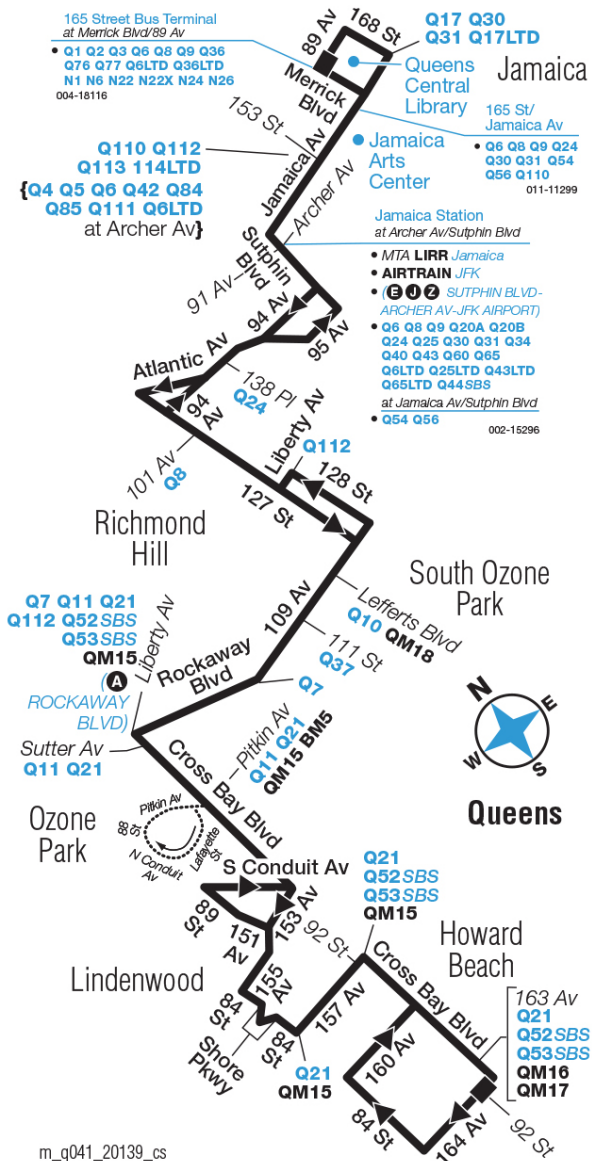 165 Street Bus Terminal
at Merrick Blvd/89 Av
• Q1 Q2 Q3 Q6 Q8 Q9 Q36
Q76 Q77 Q6LTD Q36LTD
N1 N6 N22 N22X N24 N26
004-18116
89 Av
168 St
Q17 Q30
Q31 Q17LTD
Jamaica
Queens
Central
Library
Merrick
Blvd
153 St
165 St/
Jamaica Av
• Q6 Q8 Q9 Q24
Q30 Q31 Q54
Q56 Q110
011-11299
Jamaica
Arts
Center
Q110 Q112
Q113 114LTD
{Q4 Q5 Q6 Q42 Q84
Q85 Q111 Q6LTD
at Archer Av}
Jamaica Av
Archer Av
Jamaica Station
at Archer Av/Sutphin Blvd
• MTA LIRR Jamaica
• AIRTRAIN JFK
• (E J Z SUTPHIN BLVD-
ARCHER AV-JFK AIRPORT)
• Q6 Q8 Q9 Q20A Q20B
Q24 Q25 Q30 Q31 Q34
Q40 Q43 Q60 Q65
Q6LTD Q25LTD Q43LTD
Q65LTD Q44SBS
at Jamaica Av/Sutphin Blvd
• Q54 Q56
002-15296
Sutphin
Blvd
91 Av
94 Av
95 Av
Atlantic Av
138 Pl
Q24
94
Av
101 Av
Q8
Liberty Av
Q112
128 St
127 St
Richmond
Hill
South Ozone
Park
Lefferts Blvd
Q10 QM18
109 Av
111 St
Q37
Q7
Q7 Q11 Q21
Q112 Q52SBS
Q53SBS
QM15
(A
ROCKAWAY
BLVD)
Liberty Av
Rockaway
Blvd
Sutter Av
Q11 Q21
Pitkin Av
Q11 Q21
QM15 BM5
N
E
W
S
Queens
Cross Bay Blvd
Ozone
Park
Pitkin Av
88
St
N Conduit
Av
Lafayette
St
S Conduit Av
89
St
151
Av
153 Av
92 St
Q21
Q52SBS
Q53SBS
QM15
Howard
Beach
Cross Bay Blvd
Lindenwood
84
St
155
Av
Shore
Pkwy
84
St
157 Av
Q21
QM15
160 Av
163 Av
Q21
Q52SBS
Q53SBS
QM16
QM17
84 St
164 Av
92 St
m_q041_20139_cs